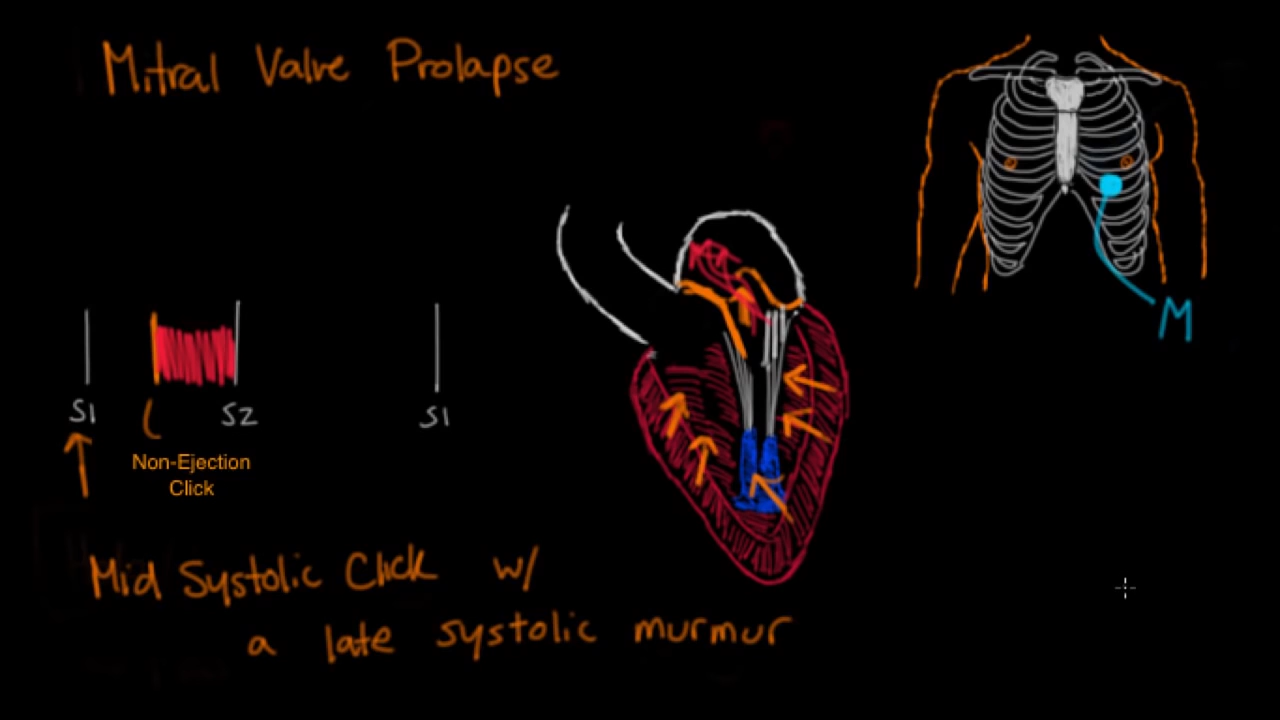 Mitral Valve Prolapse
M
S1 ( S2 S1
Non-Ejection
Click
Mid Systolic Click w/
a late systolic murmur